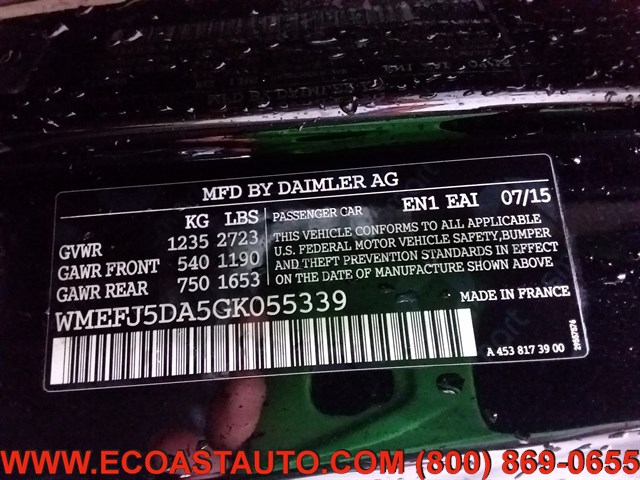 MFD BY DAIMLER AG
KG LBS
GVWR 1235 2723
GAWR FRONT 540 1190
GAWR REAR 750 1653
PASSENGER CAR EN1 EAI 07/15
THIS VEHICLE CONFORMS TO ALL APPLICABLE
U.S. FEDERAL MOTOR VEHICLE SAFETY,BUMPER
AND THEFT PREVENTION STANDARDS IN EFFECT
ON THE DATE OF MANUFACTURE SHOWN ABOVE
WMEFJ5DA5GK055339
MADE IN FRANCE
A 453 817 39 00
WWW.ECOASTAUTO.COM (800) 869-0655